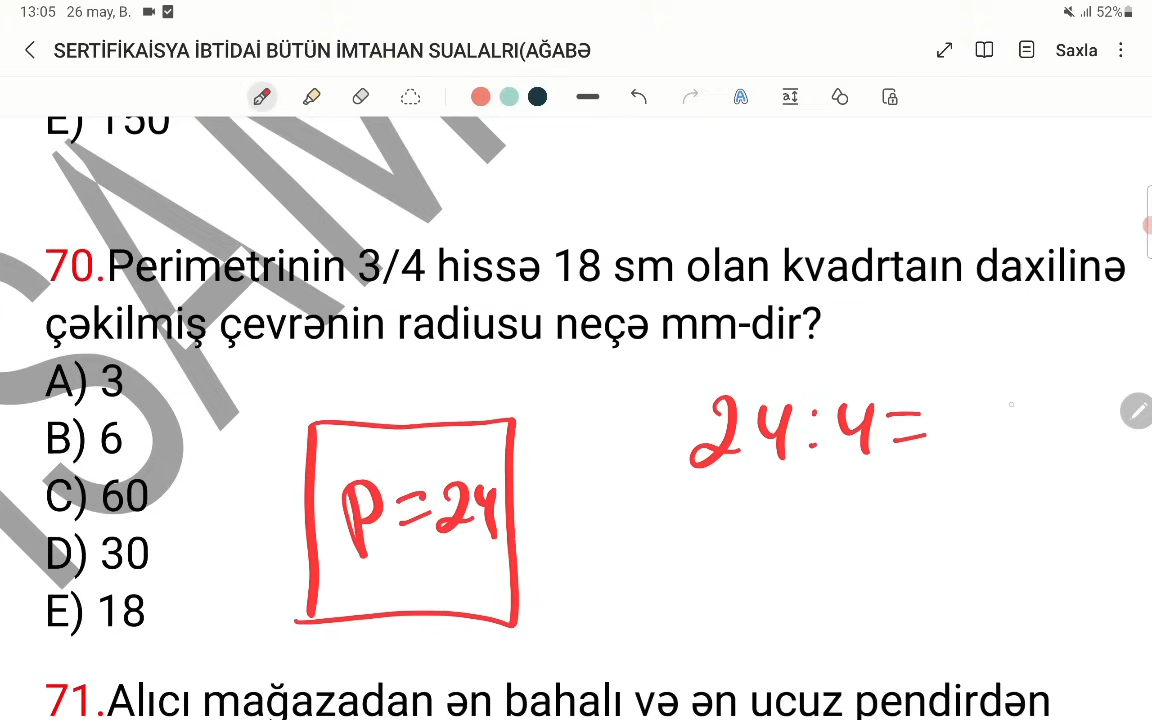 13:05 26 may, B. 52%
SERTİFİKAİSYA İBTİDAİ BÜTÜN İMTAHAN SUALALRI(AĞABƏ
Saxla
E) 150
70.Perimetrinin 3/4 hissə 18 sm olan kvadrtaın daxilinə
çəkilmiş çevrənin radiusu neçə mm-dir?
A) 3
B) 6
C) 60
D) 30
E) 18
P=24
24:4=
71.Alıcı mağazadan ən bahalı və ən ucuz pendirdən